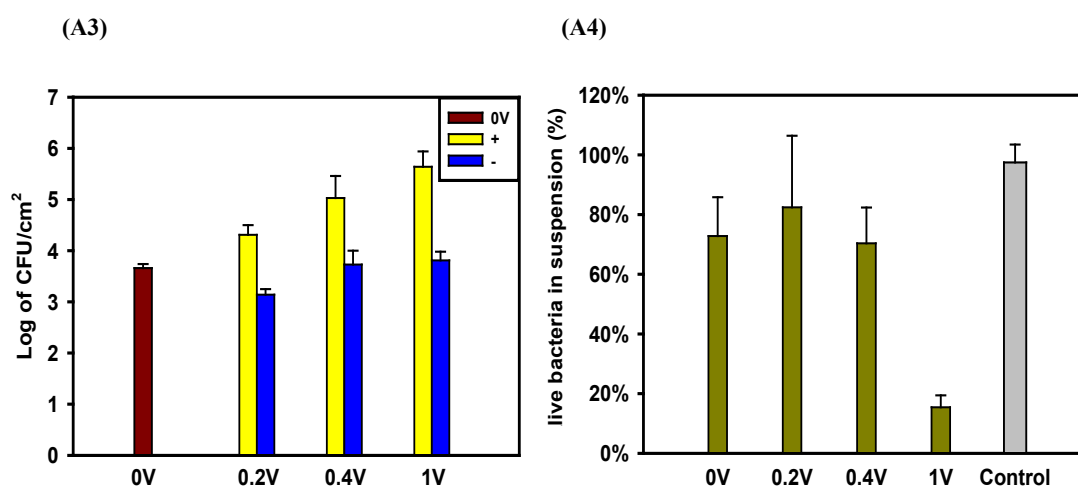 (A3)
(A4)
Log of CFU/cm²
7
6
5
4
3
2
1
0
0V
+
-
0V
0.2V
0.4V
1V
live bacteria in suspension (%)
120%
100%
80%
60%
40%
20%
0%
0V
0.2V
0.4V
1V
Control